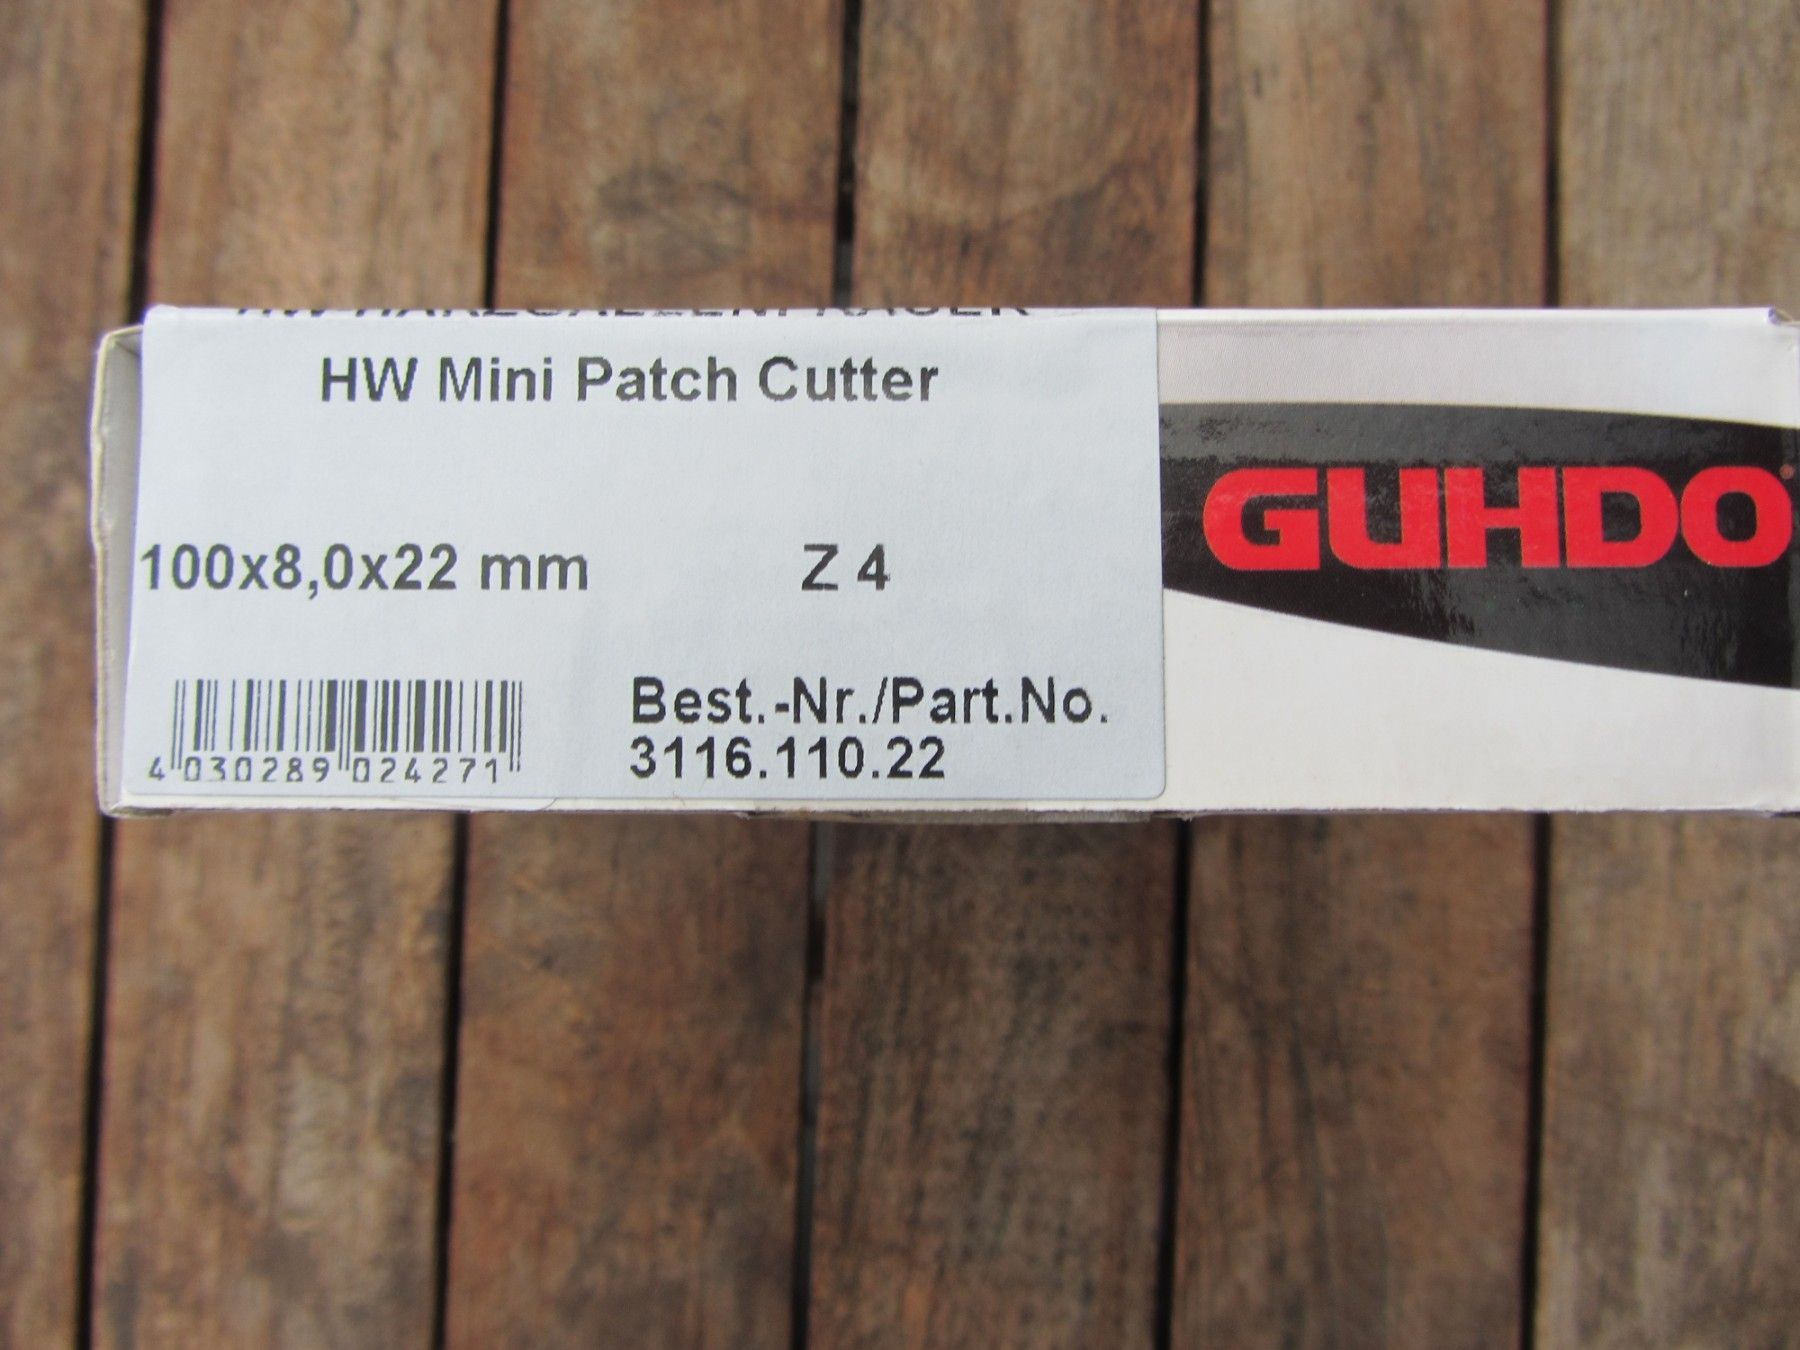 HW Mini Patch Cutter
100x8,0x22 mm Z 4
GUHDO®
Best.-Nr./Part.No.
3116.110.22
4 030289 024271